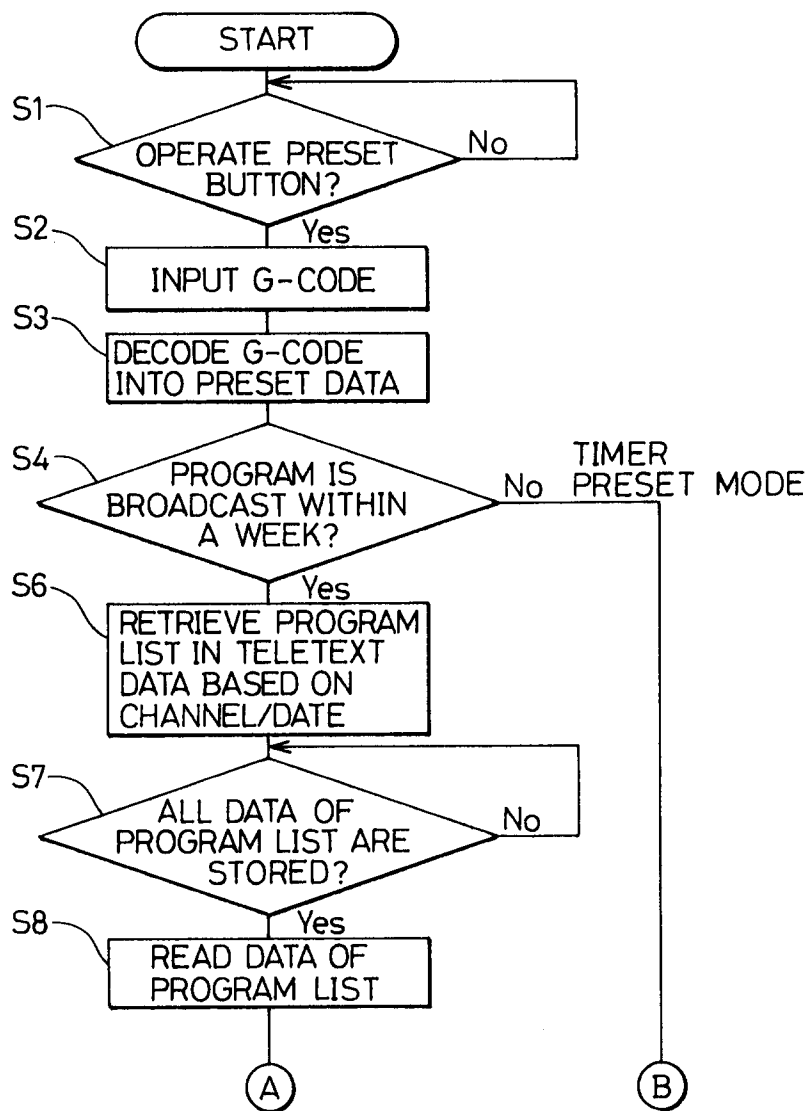 START
S1
OPERATE PRESET
BUTTON?
No
Yes
S2
INPUT G-CODE
S3
DECODE G-CODE
INTO PRESET DATA
S4
PROGRAM IS
BROADCAST WITHIN
A WEEK?
No
TIMER
PRESET MODE
Yes
S6
RETRIEVE PROGRAM
LIST IN TELETEXT
DATA BASED ON
CHANNEL/DATE
S7
ALL DATA OF
PROGRAM LIST ARE
STORED?
No
Yes
S8
READ DATA OF
PROGRAM LIST
A
B